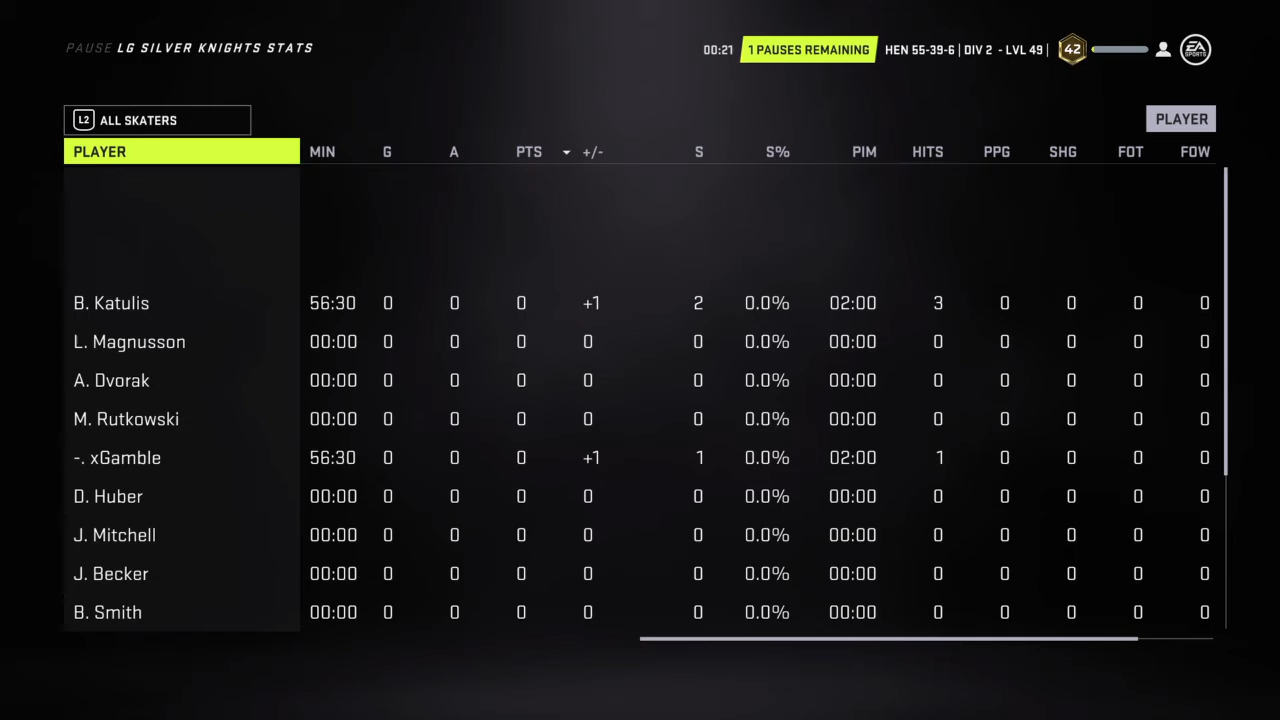 PAUSE LG SILVER KNIGHTS STATS
00:21 1 PAUSES REMAINING HEN 55-39-6 | DIV 2 - LVL 49 | 42 EA SPORTS
L2 ALL SKATERS PLAYER
PLAYER MIN G A PTS +/- S S% PIM HITS PPG SHG FOT FOW
B. Katulis 56:30 0 0 0 +1 2 0.0% 02:00 3 0 0 0 0
L. Magnusson 00:00 0 0 0 0 0 0.0% 00:00 0 0 0 0 0
A. Dvorak 00:00 0 0 0 0 0 0.0% 00:00 0 0 0 0 0
M. Rutkowski 00:00 0 0 0 0 0 0.0% 00:00 0 0 0 0 0
-. xGamble 56:30 0 0 0 +1 1 0.0% 02:00 1 0 0 0 0
D. Huber 00:00 0 0 0 0 0 0.0% 00:00 0 0 0 0 0
J. Mitchell 00:00 0 0 0 0 0 0.0% 00:00 0 0 0 0 0
J. Becker 00:00 0 0 0 0 0 0.0% 00:00 0 0 0 0 0
B. Smith 00:00 0 0 0 0 0 0.0% 00:00 0 0 0 0 0